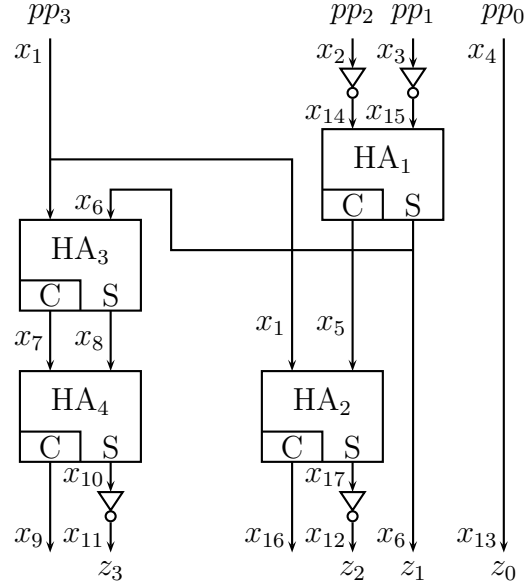 pp₃ pp₂ pp₁ pp₀
x₁ x₂ x₃ x₄
x₁₄ x₁₅
HA₁
x₆ C S
HA₃
C S
x₇ x₈ x₁ x₅
HA₄ HA₂
C S C S
x₁₀ x₁₇
x₉ x₁₁ x₁₆ x₁₂ x₆ x₁₃
z₃ z₂ z₁ z₀